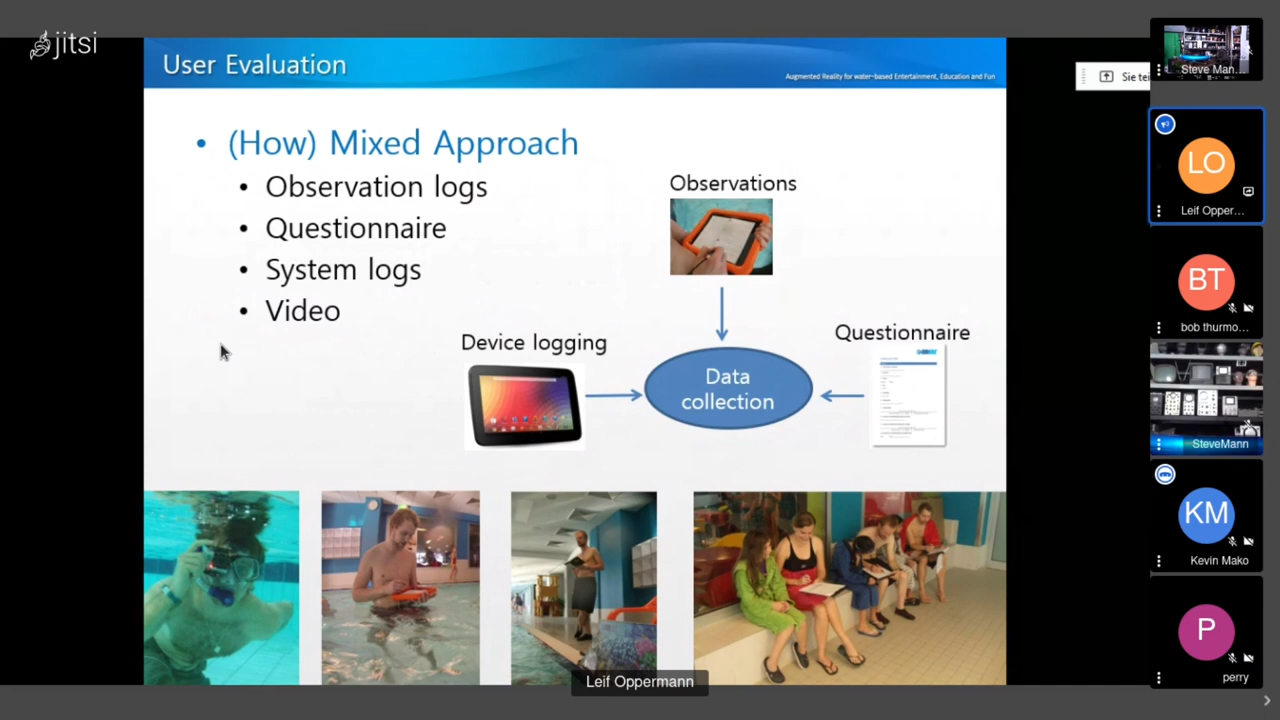 jitsi
User Evaluation
Augmented Reality for water-based Entertainment, Education and Fun
• (How) Mixed Approach
• Observation logs
• Questionnaire
• System logs
• Video
Observations
Device logging
Questionnaire
Data
collection
Leif Oppermann
Sie tei
Steve Man...
LO
Leif Opper...
BT
bob thurmo...
SteveMann
KM
Kevin Mako
P
perry